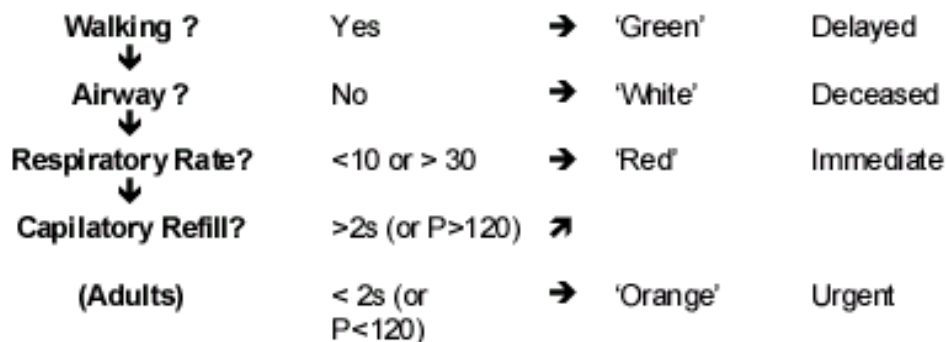 Walking ? Yes → 'Green' Delayed
↓
Airway ? No → 'White' Deceased
↓
Respiratory Rate? <10 or > 30 → 'Red' Immediate
↓
Capilatory Refill? >2s (or P>120) ↗
(Adults) < 2s (or → 'Orange' Urgent
P<120)